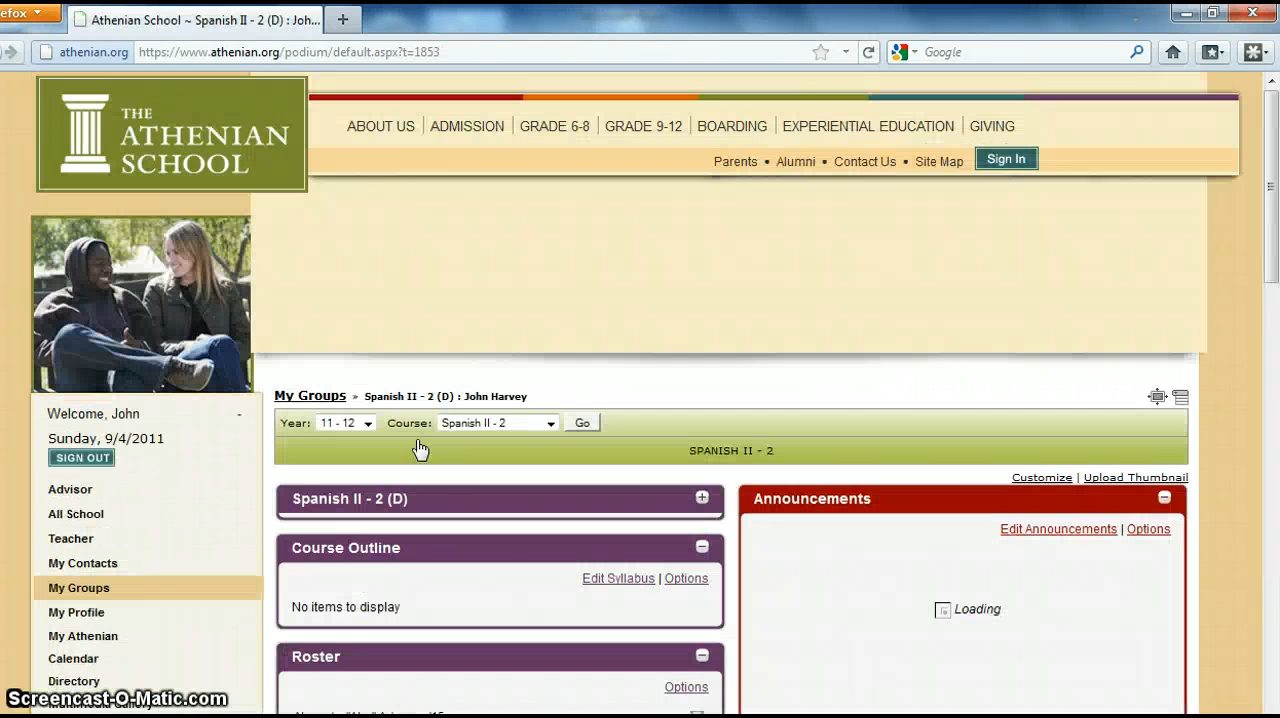 efox
Athenian School ~ Spanish II - 2 (D) : Joh...
athenian.org
https://www.athenian.org/podium/default.aspx?t=1853
Google
THE
ATHENIAN
SCHOOL
ABOUT US
ADMISSION
GRADE 6-8
GRADE 9-12
BOARDING
EXPERIENTIAL EDUCATION
GIVING
Parents • Alumni • Contact Us • Site Map
Sign In
Welcome, John
-
Sunday, 9/4/2011
SIGN OUT
Advisor
All School
Teacher
My Contacts
My Groups
My Profile
My Athenian
Calendar
Directory
My Groups » Spanish II - 2 (D) : John Harvey
Year: 11 - 12 Course: Spanish II - 2 Go
SPANISH II - 2
Customize | Upload Thumbnail
Spanish II - 2 (D)
Course Outline
Edit Syllabus | Options
No items to display
Roster
Options
Announcements
Edit Announcements | Options
Loading
Screencast-O-Matic.com